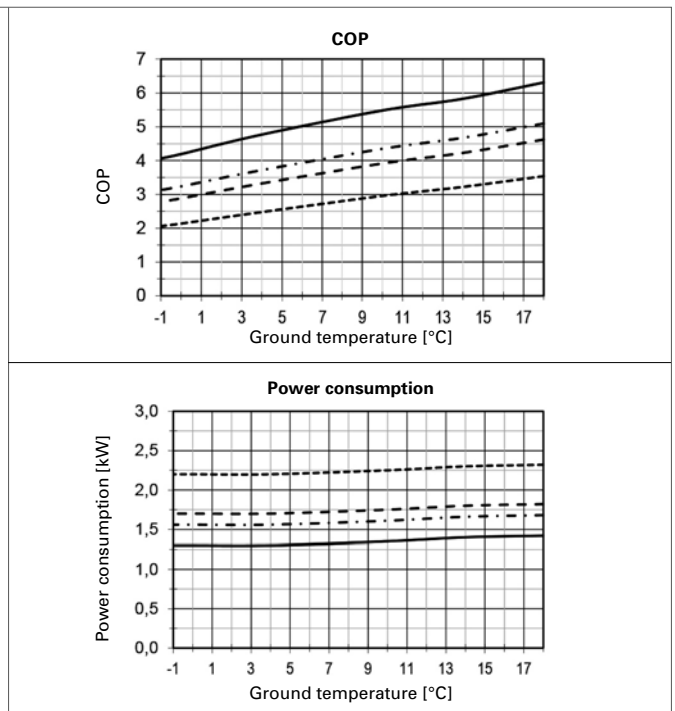 COP
7
6
5
4
3
2
1
0
COP
-1 1 3 5 7 9 11 13 15 17
Ground temperature [°C]
Power consumption
3,0
2,5
2,0
1,5
1,0
0,5
0,0
Power consumption [kW]
-1 1 3 5 7 9 11 13 15 17
Ground temperature [°C]